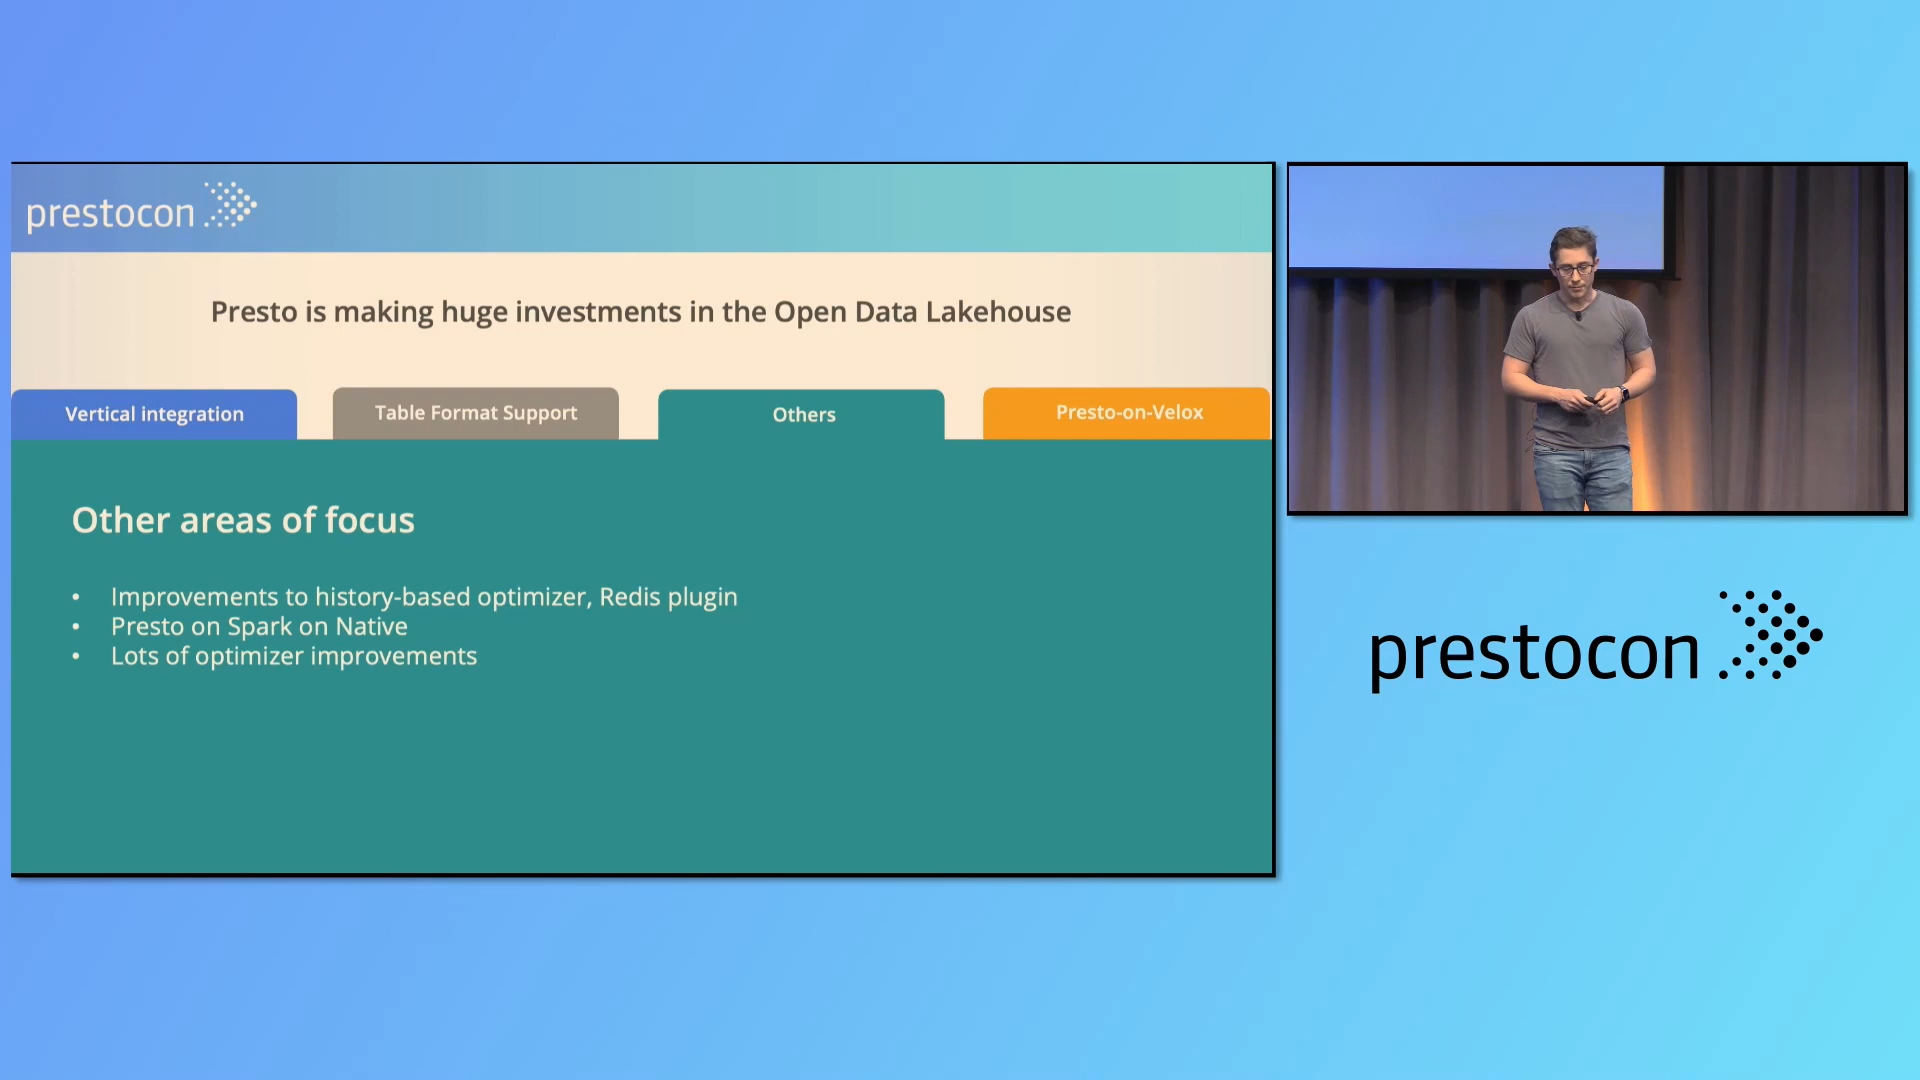 prestocon
Presto is making huge investments in the Open Data Lakehouse
Vertical integration
Table Format Support
Others
Presto-on-Velox
Other areas of focus
• Improvements to history-based optimizer, Redis plugin
• Presto on Spark on Native
• Lots of optimizer improvements
prestocon